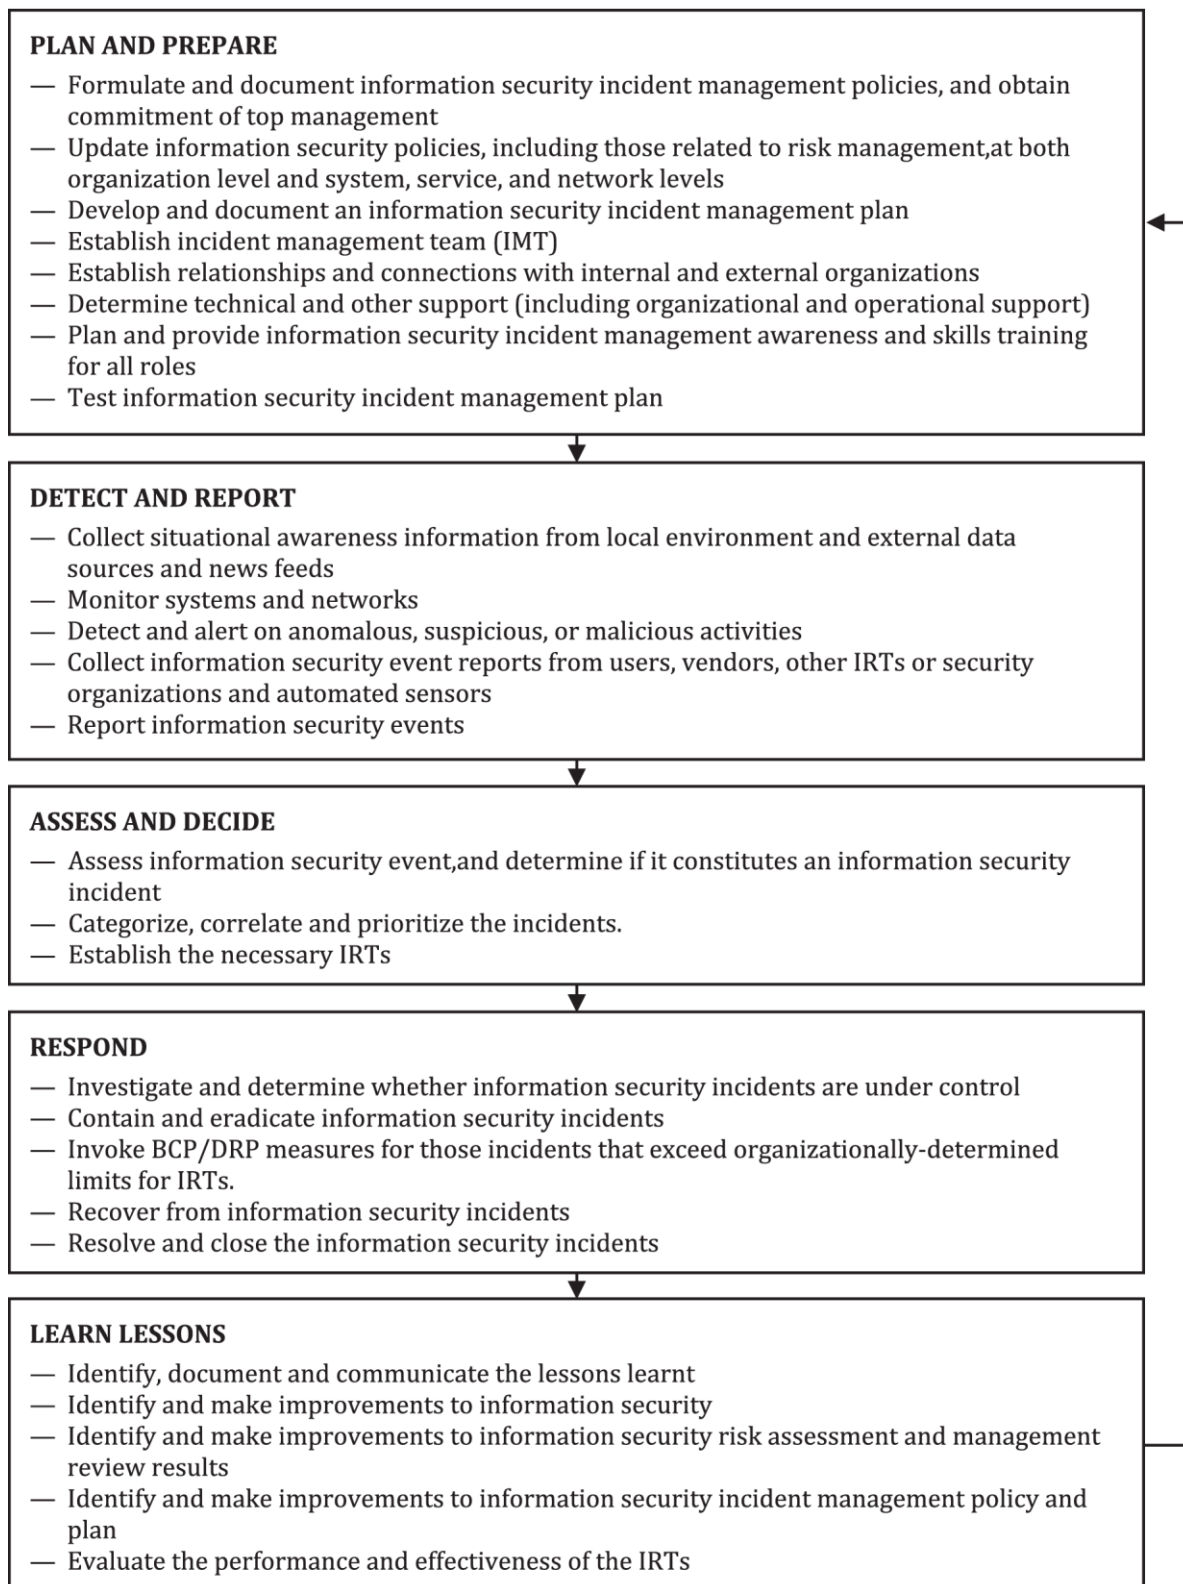 PLAN AND PREPARE
— Formulate and document information security incident management policies, and obtain
commitment of top management
— Update information security policies, including those related to risk management,at both
organization level and system, service, and network levels
— Develop and document an information security incident management plan
— Establish incident management team (IMT)
— Establish relationships and connections with internal and external organizations
— Determine technical and other support (including organizational and operational support)
— Plan and provide information security incident management awareness and skills training
for all roles
— Test information security incident management plan
DETECT AND REPORT
— Collect situational awareness information from local environment and external data
sources and news feeds
— Monitor systems and networks
— Detect and alert on anomalous, suspicious, or malicious activities
— Collect information security event reports from users, vendors, other IRTs or security
organizations and automated sensors
— Report information security events
ASSESS AND DECIDE
— Assess information security event,and determine if it constitutes an information security
incident
— Categorize, correlate and prioritize the incidents.
— Establish the necessary IRTs
RESPOND
— Investigate and determine whether information security incidents are under control
— Contain and eradicate information security incidents
— Invoke BCP/DRP measures for those incidents that exceed organizationally-determined
limits for IRTs.
— Recover from information security incidents
— Resolve and close the information security incidents
LEARN LESSONS
— Identify, document and communicate the lessons learnt
— Identify and make improvements to information security
— Identify and make improvements to information security risk assessment and management
review results
— Identify and make improvements to information security incident management policy and
plan
— Evaluate the performance and effectiveness of the IRTs